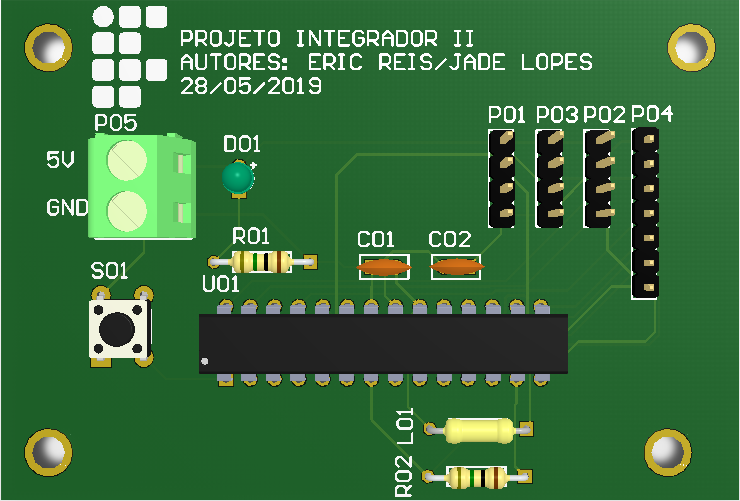 PROJETO INTEGRADOR II
AUTORES: ERIC REIS/JADE LOPES
28/05/2019
P05
P01 P03 P02 P04
D01
5V
GND
R01
C01 C02
S01
U01
L01
R02